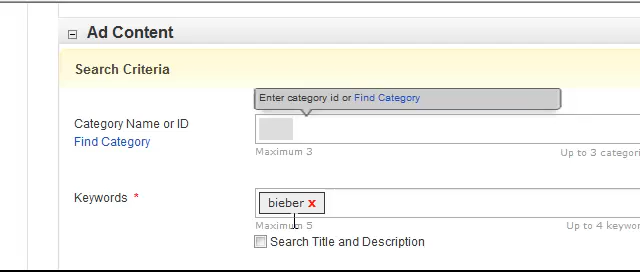 Ad Content
Search Criteria
Enter category id or Find Category
Category Name or ID
Find Category
Maximum 3
Up to 3 categori
Keywords *
bieber x
Maximum 5
Up to 4 keywor
Search Title and Description